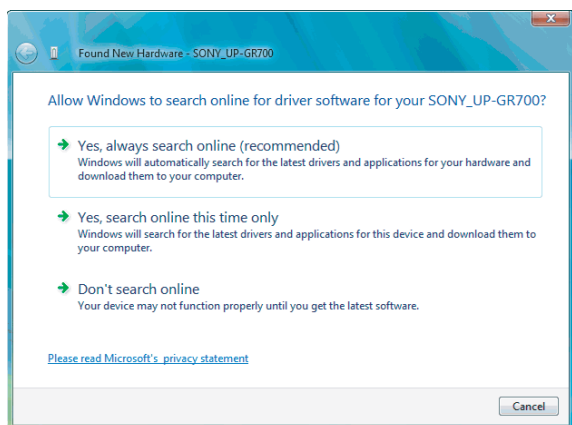 Found New Hardware - SONY_UP-GR700
Allow Windows to search online for driver software for your SONY_UP-GR700?
Yes, always search online (recommended)
Windows will automatically search for the latest drivers and applications for your hardware and
download them to your computer.
Yes, search online this time only
Windows will search for the latest drivers and applications for this device and download them to
your computer.
Don't search online
Your device may not function properly until you get the latest software.
Please read Microsoft's privacy statement
Cancel